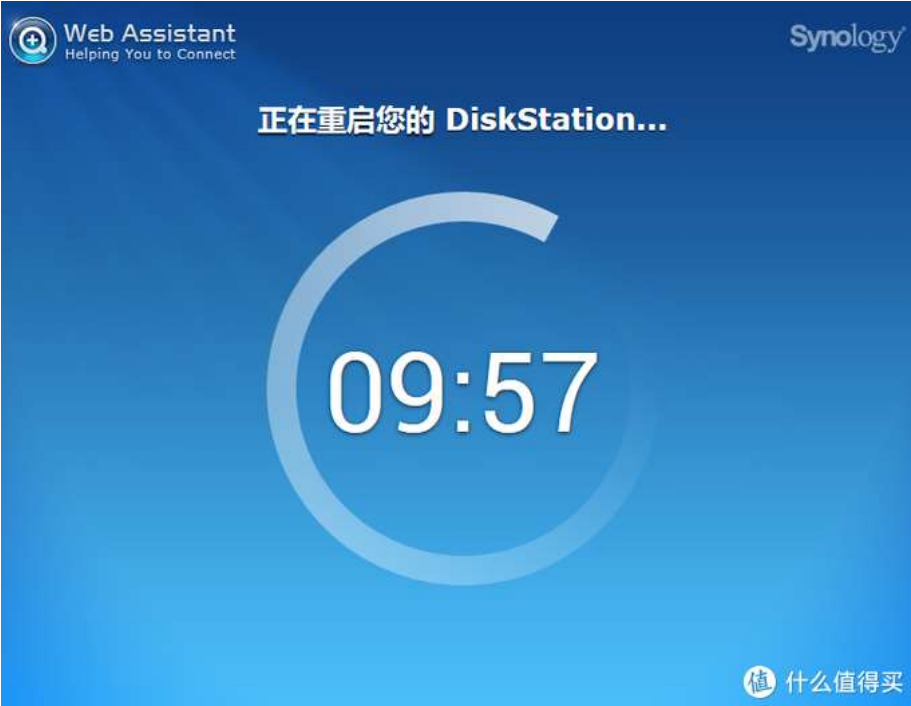 Web Assistant
Helping You to Connect
Synology
正在重启您的 DiskStation...
09:57
值 什么值得买